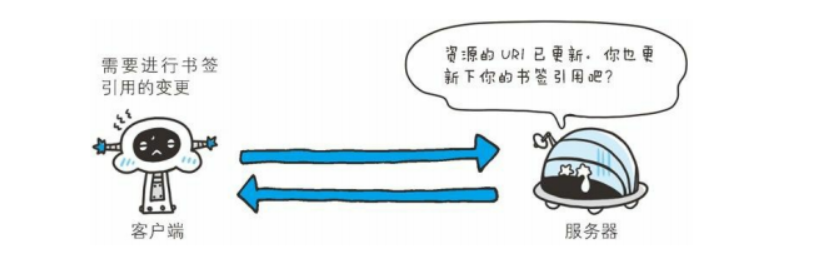 需要进行书签
引用的变更
资源的 URI 已更新，你也更
新下你的书签引用吧？
客户端
服务器